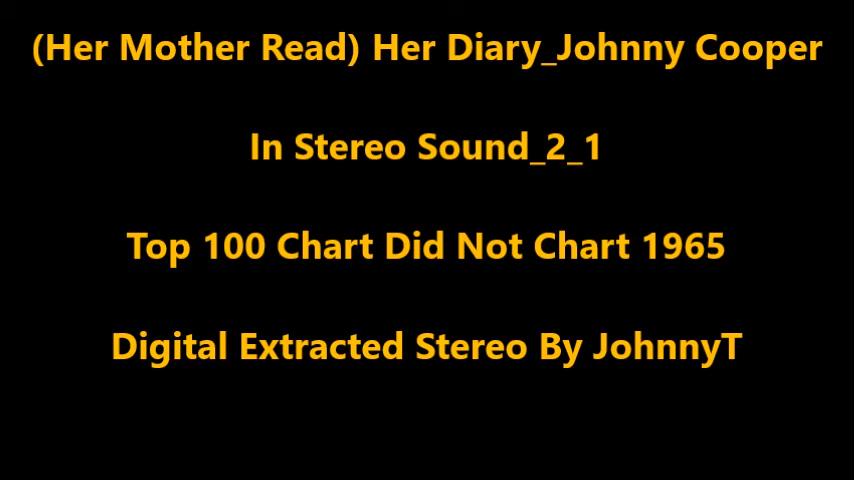 (Her Mother Read) Her Diary_Johnny Cooper
In Stereo Sound_2_1
Top 100 Chart Did Not Chart 1965
Digital Extracted Stereo By JohnnyT